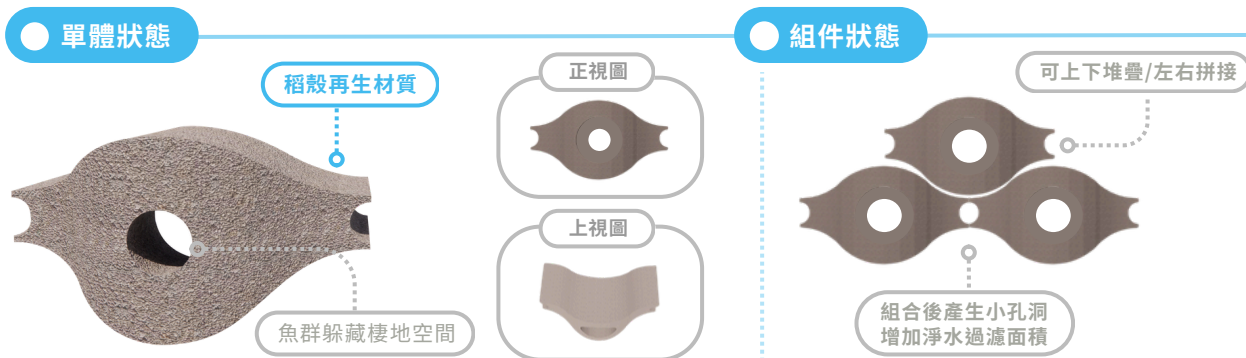 單體狀態
稻殼再生材質
魚群躲藏棲地空間
正視圖
上視圖
組件狀態
可上下堆疊/左右拼接
組合後產生小孔洞
增加淨水過濾面積